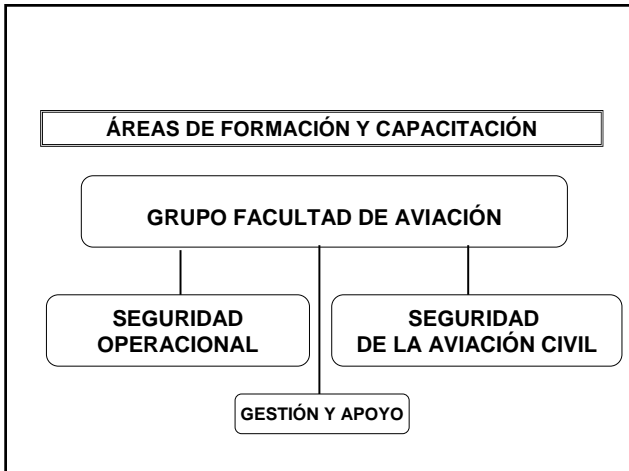 ÁREAS DE FORMACIÓN Y CAPACITACIÓN
GRUPO FACULTAD DE AVIACIÓN
SEGURIDAD
OPERACIONAL
SEGURIDAD
DE LA AVIACIÓN CIVIL
GESTIÓN Y APOYO